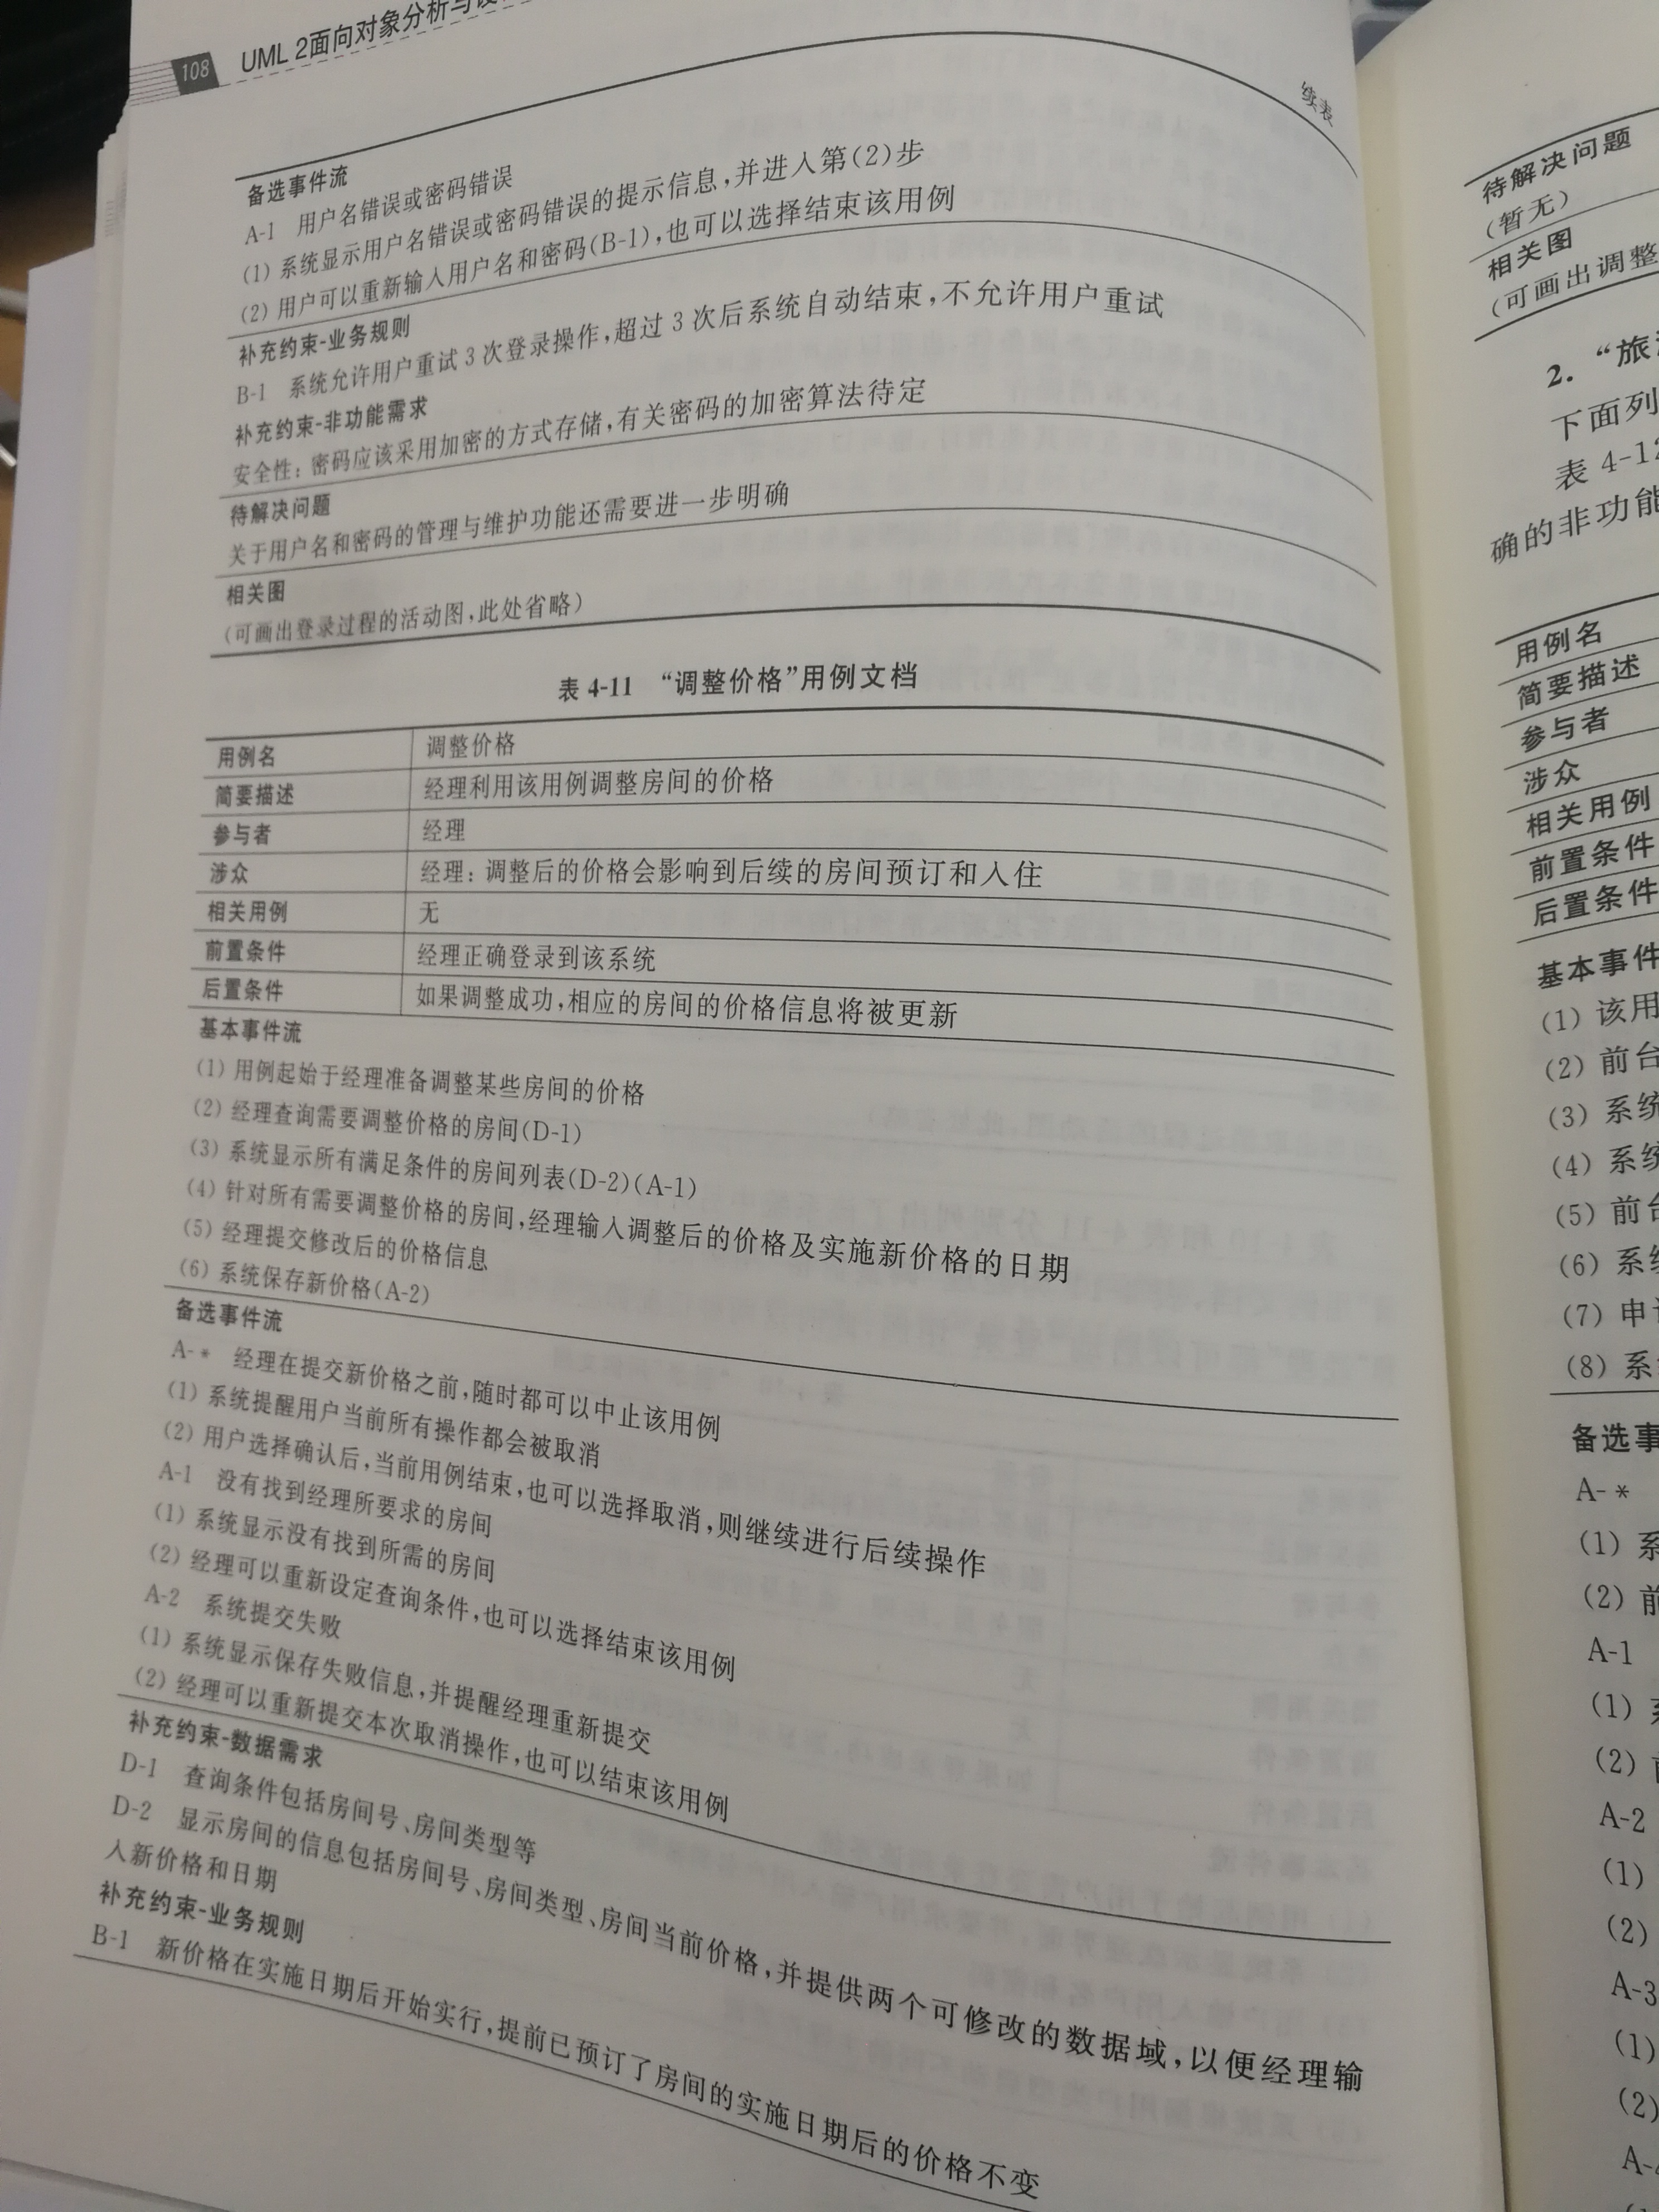 108 UML 2面向对象分析与设
续表
备选事件流
A-1 用户名错误或密码错误
(1) 系统显示用户名错误或密码错误的提示信息,并进入第(2)步
(2) 用户可以重新输入用户名和密码(B-1),也可以选择结束该用例
补充约束-业务规则
B-1 系统允许用户重试3次登录操作,超过3次后系统自动结束,不允许用户重试
补充约束-非功能需求
安全性:密码应该采用加密的方式存储,有关密码的加密算法待定
待解决问题
关于用户名和密码的管理与维护功能还需要进一步明确
相关图
(可画出登录过程的活动图,此处省略)
表 4-11 “调整价格”用例文档
用例名 调整价格
简要描述 经理利用该用例调整房间的价格
参与者 经理
涉众 经理:调整后的价格会影响到后续的房间预订和入住
相关用例 无
前置条件 经理正确登录到该系统
后置条件 如果调整成功,相应的房间的价格信息将被更新
基本事件流
(1) 用例起始于经理准备调整某些房间的价格
(2) 经理查询需要调整价格的房间(D-1)
(3) 系统显示所有满足条件的房间列表(D-2)(A-1)
(4) 针对所有需要调整价格的房间,经理输入调整后的价格及实施新价格的日期
(5) 经理提交修改后的价格信息
(6) 系统保存新价格(A-2)
备选事件流
A-* 经理在提交新价格之前,随时都可以中止该用例
(1) 系统提醒用户当前所有操作都会被取消
(2) 用户选择确认后,当前用例结束,也可以选择取消,则继续进行后续操作
A-1 没有找到经理所要求的房间
(1) 系统显示没有找到所需的房间
(2) 经理可以重新设定查询条件,也可以选择结束该用例
A-2 系统提交失败
(1) 系统显示保存失败信息,并提醒经理重新提交
(2) 经理可以重新提交本次取消操作,也可以结束该用例
补充约束-数据需求
D-1 查询条件包括房间号、房间类型等
D-2 显示房间的信息包括房间号、房间类型、房间当前价格,并提供两个可修改的数据域,以便经理输
入新价格和日期
补充约束-业务规则
B-1 新价格在实施日期后开始实行,提前已预订了房间的实施日期后的价格不变
待解决问题
(暂无)
相关图
(可画出调整
2. “旅
下面列
表 4-12
确的非功能
用例名
简要描述
参与者
涉众
相关用例
前置条件
后置条件
基本事件
(1) 该用
(2) 前台
(3) 系统
(4) 系统
(5) 前台
(6) 系统
(7) 申
(8) 系
备选事
A-*
(1) 系
(2) 前
A-1
(1)
(2)
A-2
(1)
(2)
A-3
(1)
(2)